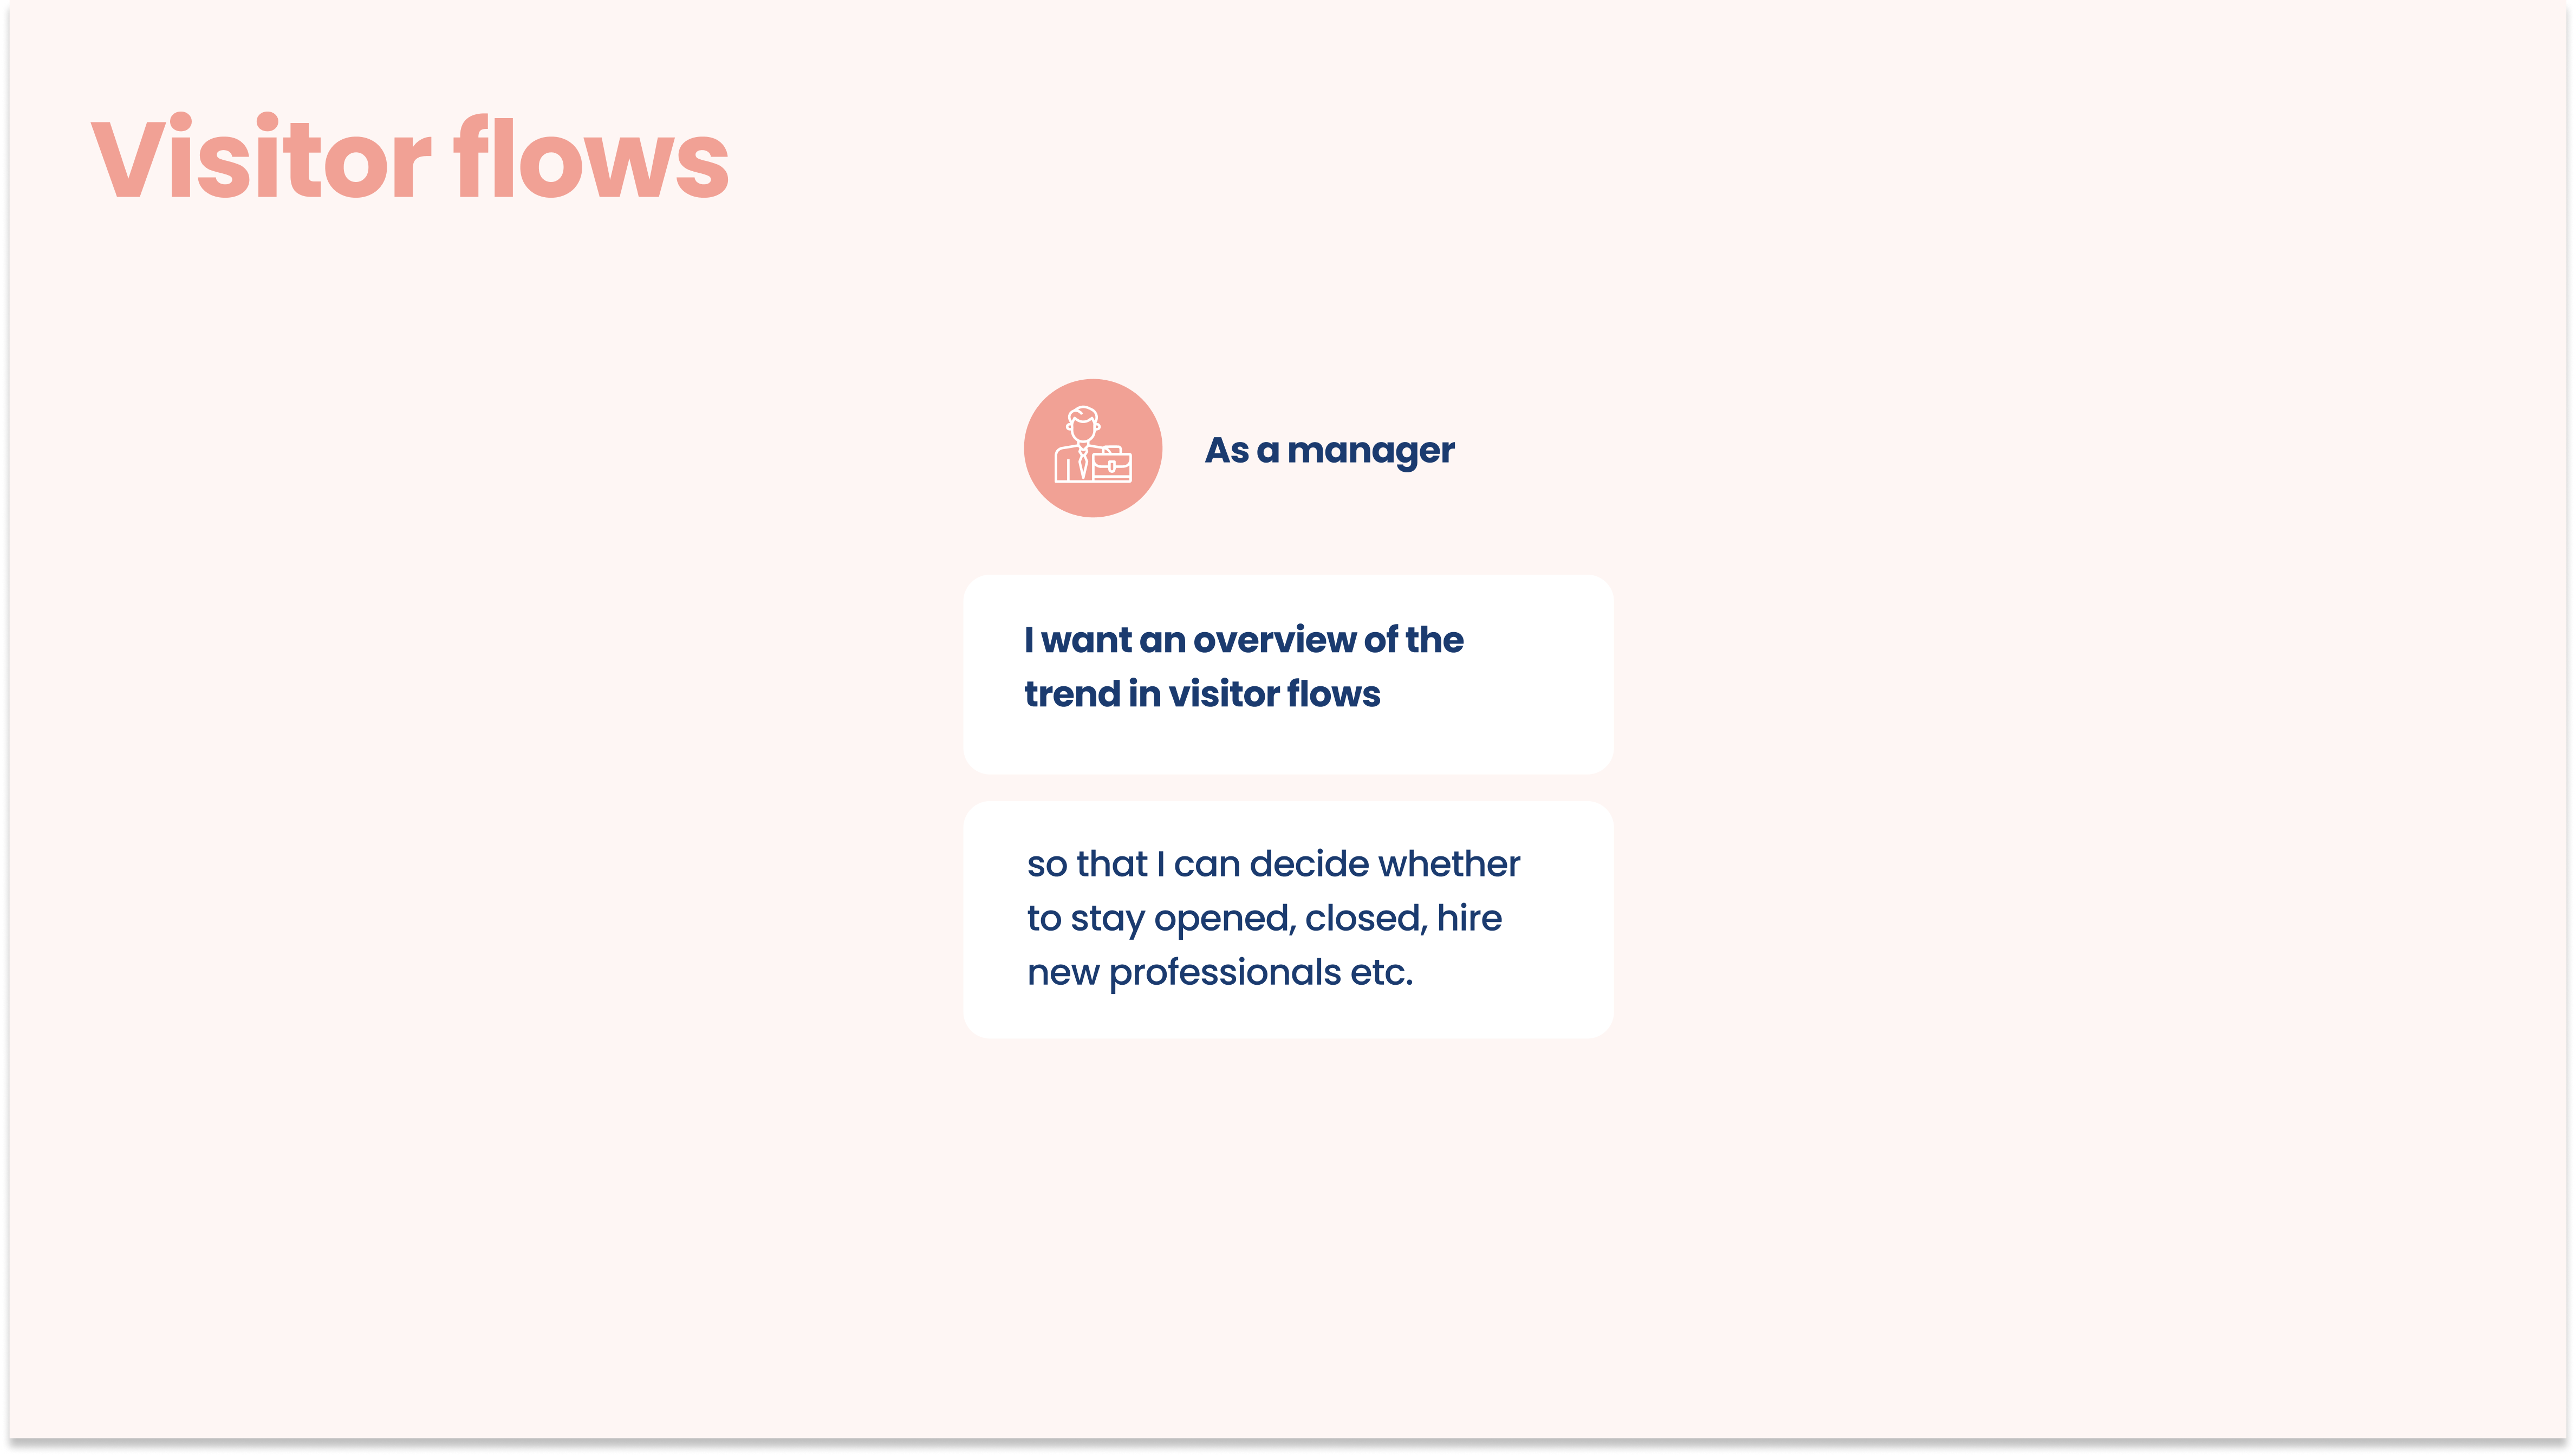 Visitor flows
As a manager
I want an overview of the
trend in visitor flows
so that I can decide whether
to stay opened, closed, hire
new professionals etc.